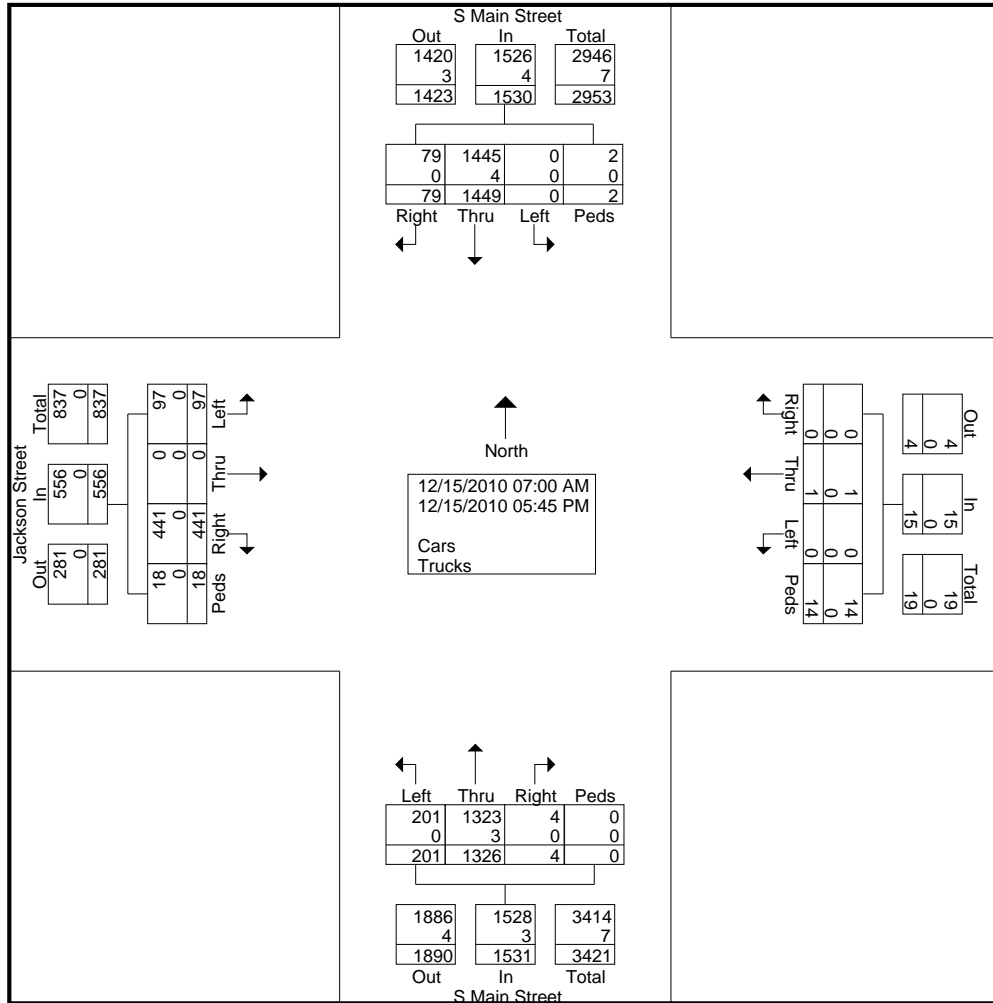 S Main Street
Out In Total
1420 1526 2946
3 4 7
1423 1530 2953
79 1445 0 2
0 4 0 0
79 1449 0 2
Right Thru Left Peds
Jackson Street
Total In Out
837 556 281
0 0 0
837 556 281
97 0 441 18
0 0 0 0
97 0 441 18
Left Thru Right Peds
North
12/15/2010 07:00 AM
12/15/2010 05:45 PM
Cars
Trucks
Right Thru Left Peds
0 1 0 14
0 0 0 0
0 1 0 14
Out In Total
4 15 19
0 0 0
4 15 19
Left Thru Right Peds
201 1323 4 0
0 3 0 0
201 1326 4 0
1886 1528 3414
4 3 7
1890 1531 3421
Out In Total
S Main Street